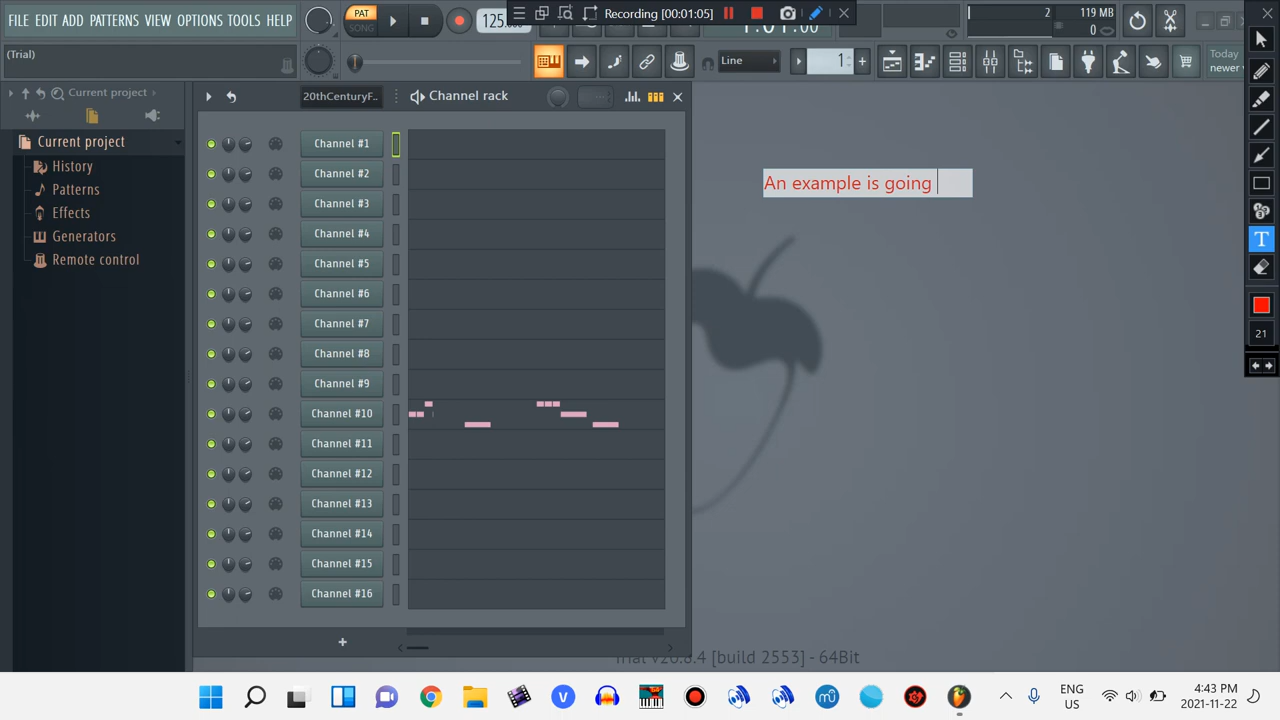 FILE EDIT ADD PATTERNS VIEW OPTIONS TOOLS HELP
PAT
SONG
125.
Recording [00:01:05]
2
119 MB
0
(Trial)
Line
1
Today
newer
Current project
20thCenturyF..
Channel rack
Current project
History
Patterns
Effects
Generators
Remote control
Channel #1
Channel #2
Channel #3
Channel #4
Channel #5
Channel #6
Channel #7
Channel #8
Channel #9
Channel #10
Channel #11
Channel #12
Channel #13
Channel #14
Channel #15
Channel #16
+
An example is going
T
21
Trial v20.8.4 [build 2553] - 64Bit
ENG
US
4:43 PM
2021-11-22